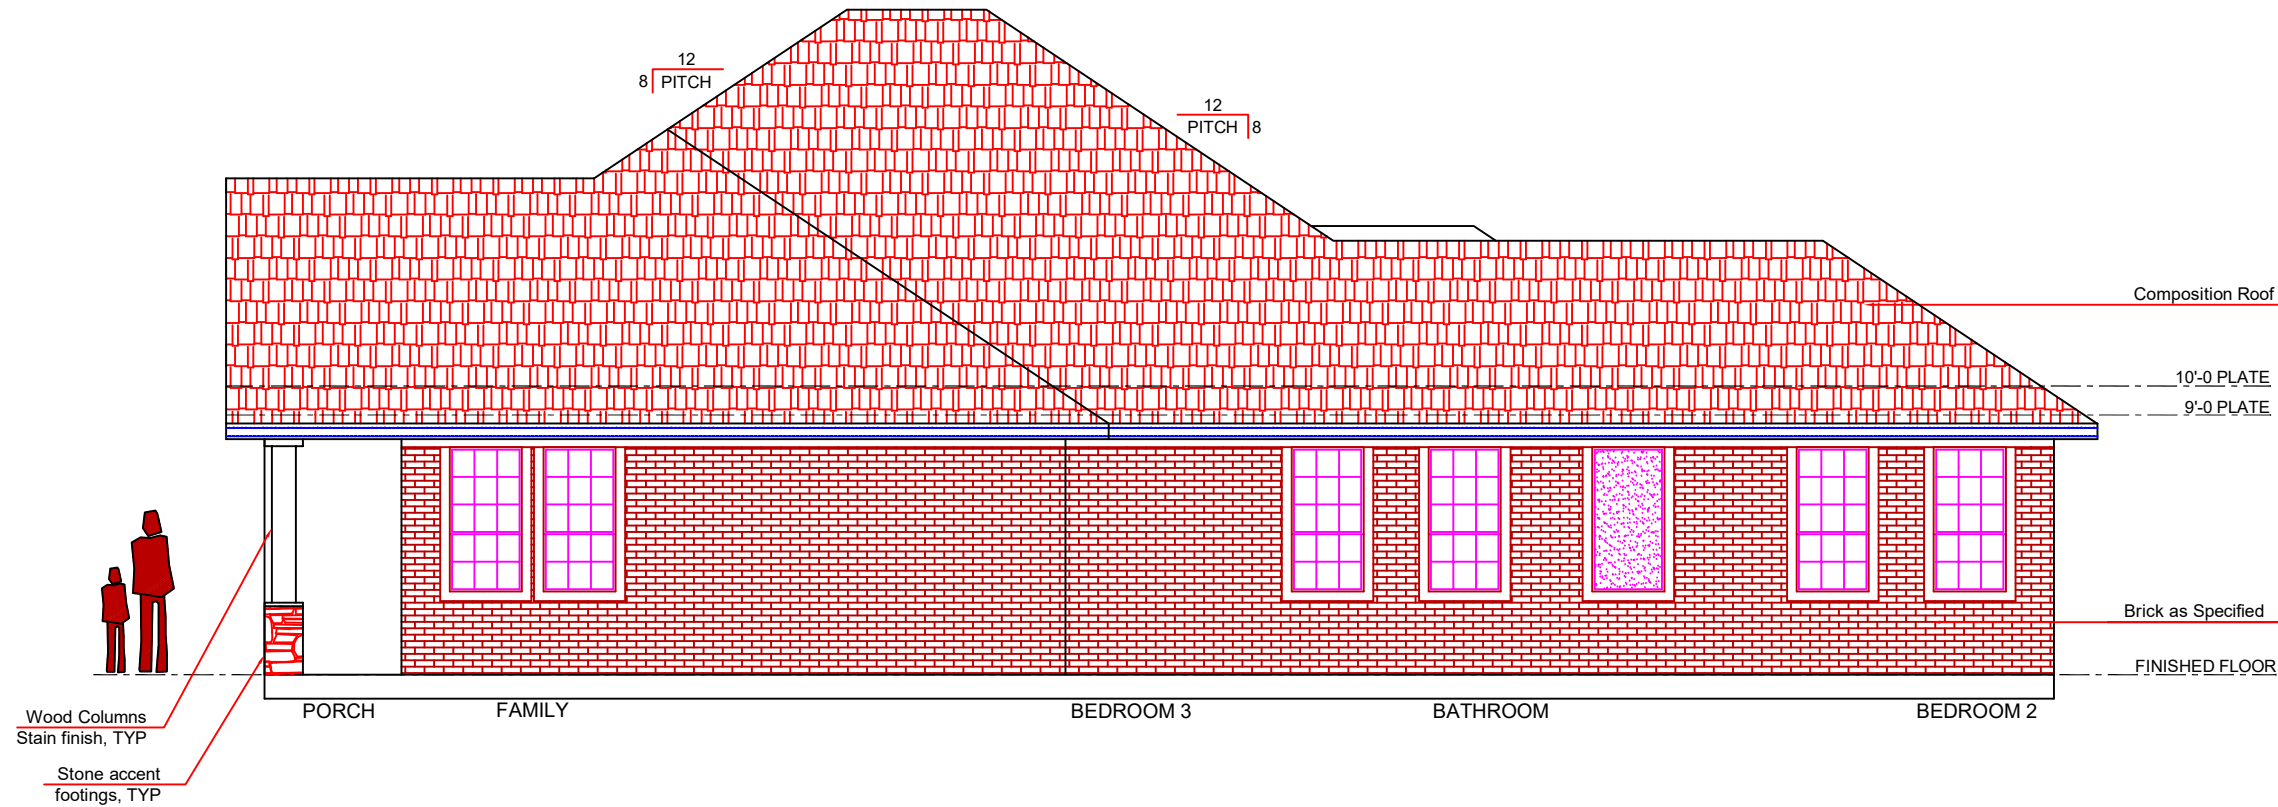 12
8
PITCH
12
PITCH
8
Composition Roof
10'-0 PLATE
9'-0 PLATE
Brick as Specified
FINISHED FLOOR
PORCH
FAMILY
BEDROOM 3
BATHROOM
BEDROOM 2
Wood Columns
Stain finish, TYP
Stone accent
footings, TYP